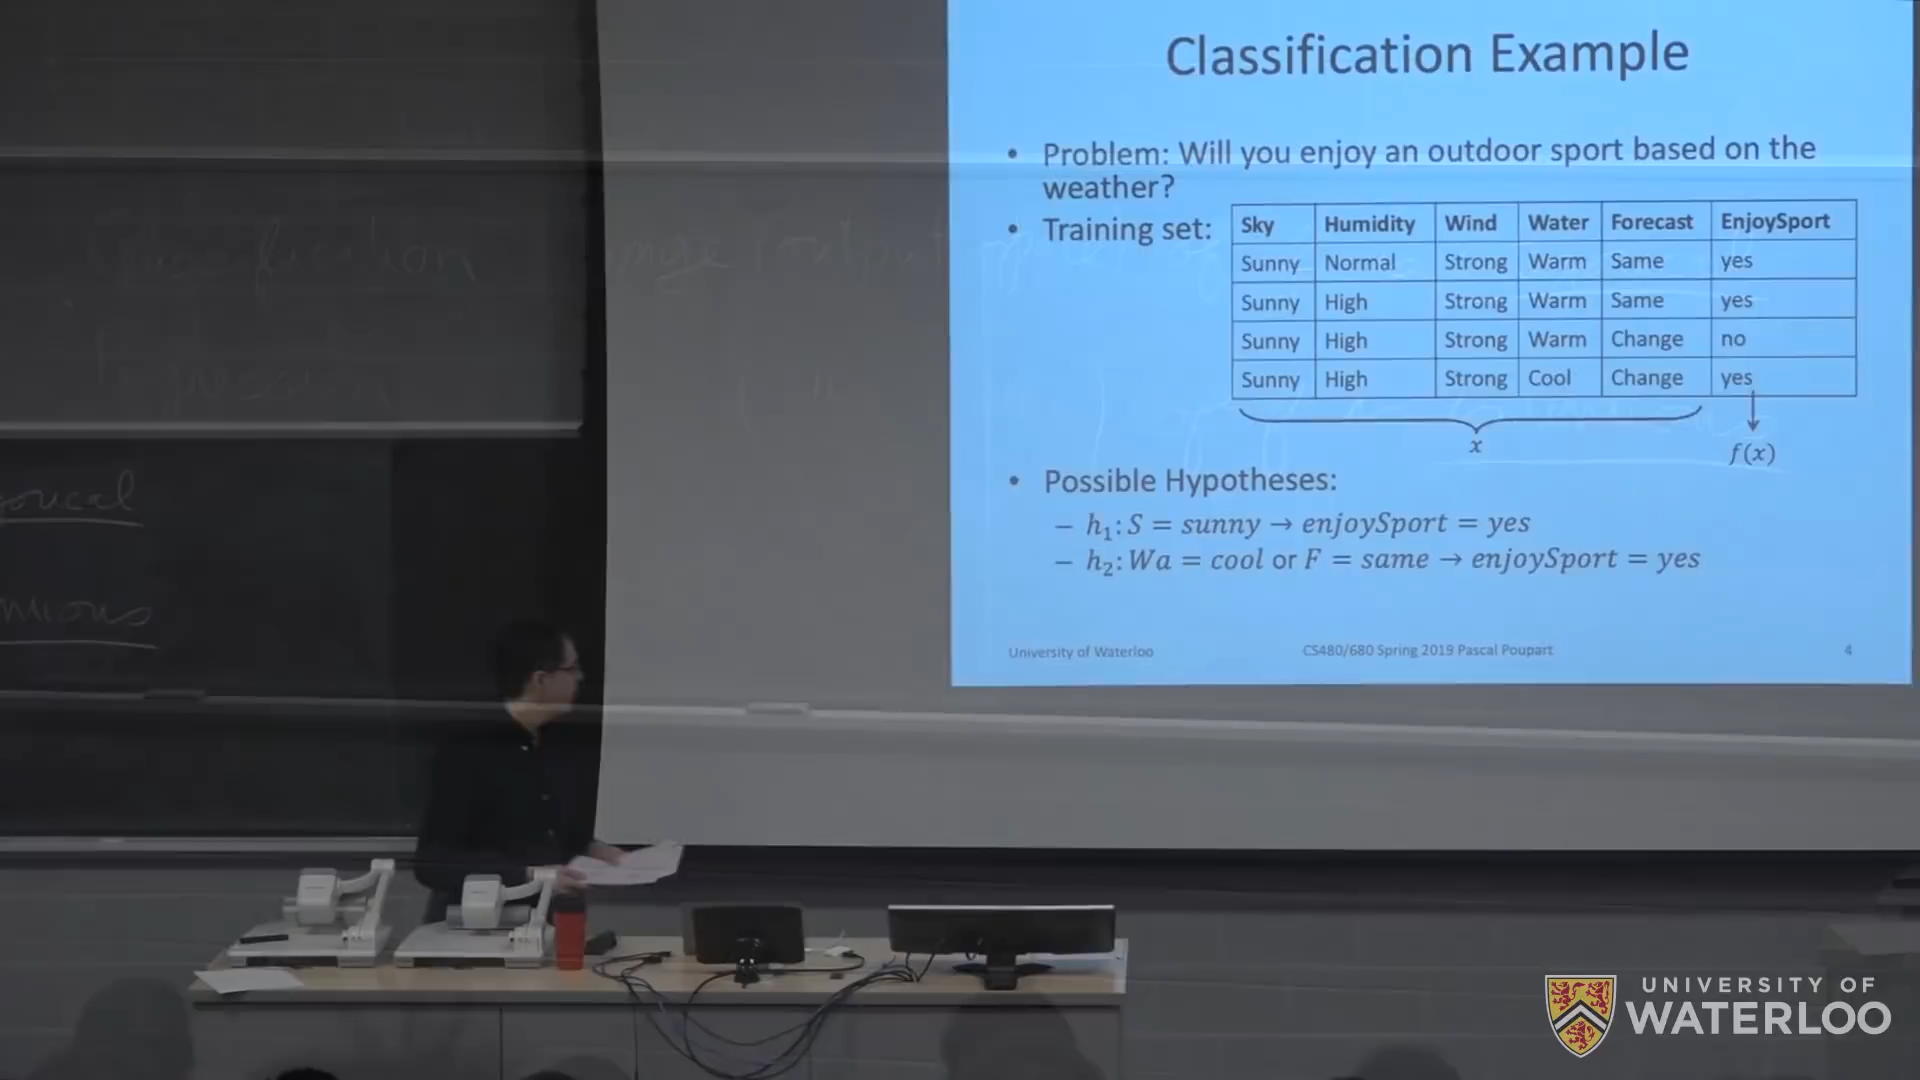 Classification Example
• Problem: Will you enjoy an outdoor sport based on the
weather?
• Training set:
Sky Humidity Wind Water Forecast EnjoySport
Sunny Normal Strong Warm Same yes
Sunny High Strong Warm Same yes
Sunny High Strong Warm Change no
Sunny High Strong Cool Change yes
x
f(x)
• Possible Hypotheses:
– h₁: S = sunny → enjoySport = yes
– h₂: Wa = cool or F = same → enjoySport = yes
University of Waterloo CS480/680 Spring 2019 Pascal Poupart 4
UNIVERSITY OF
WATERLOO